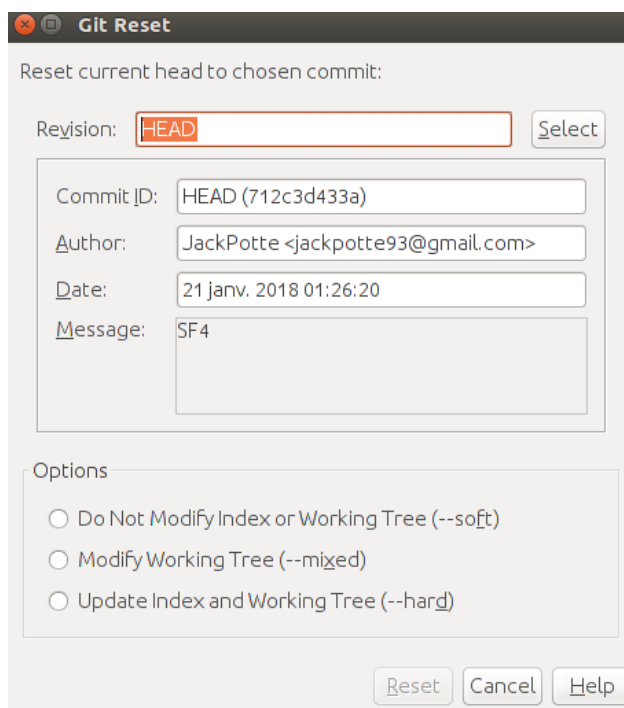 Git Reset
Reset current head to chosen commit:
Revision: HEAD Select
Commit ID: HEAD (712c3d433a)
Author: JackPotte <jackpotte93@gmail.com>
Date: 21 janv. 2018 01:26:20
Message: SF4
Options
Do Not Modify Index or Working Tree (--soft)
Modify Working Tree (--mixed)
Update Index and Working Tree (--hard)
Reset Cancel Help